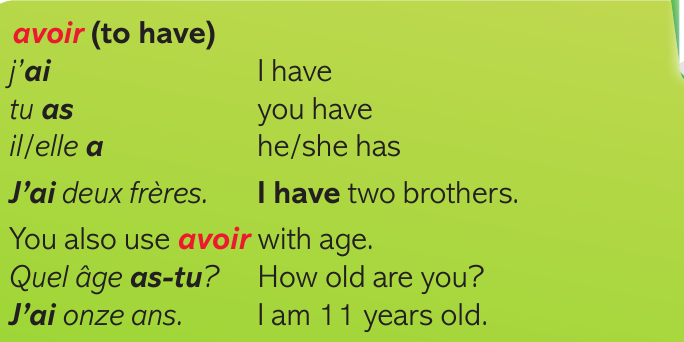 avoir (to have)
j'ai I have
tu as you have
il/elle a he/she has
J'ai deux frères. I have two brothers.
You also use avoir with age.
Quel âge as-tu? How old are you?
J'ai onze ans. I am 11 years old.